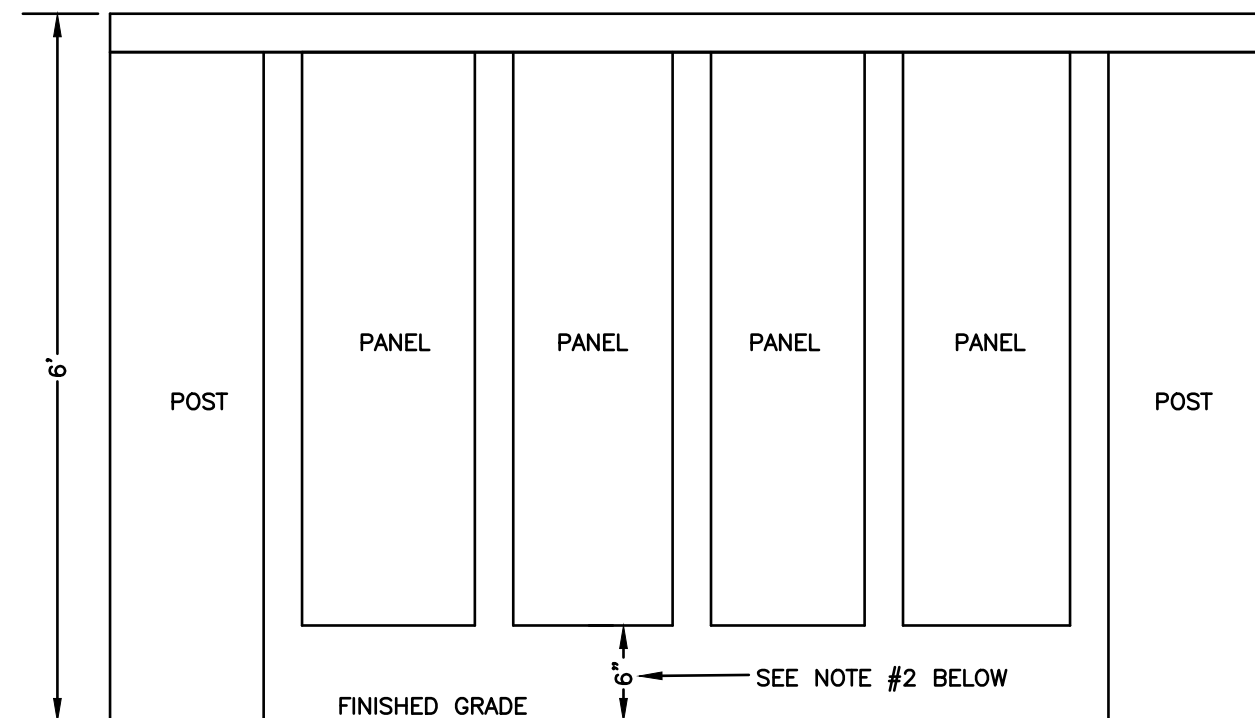 PANEL PANEL PANEL PANEL
6'
POST POST
6"
SEE NOTE #2 BELOW
FINISHED GRADE